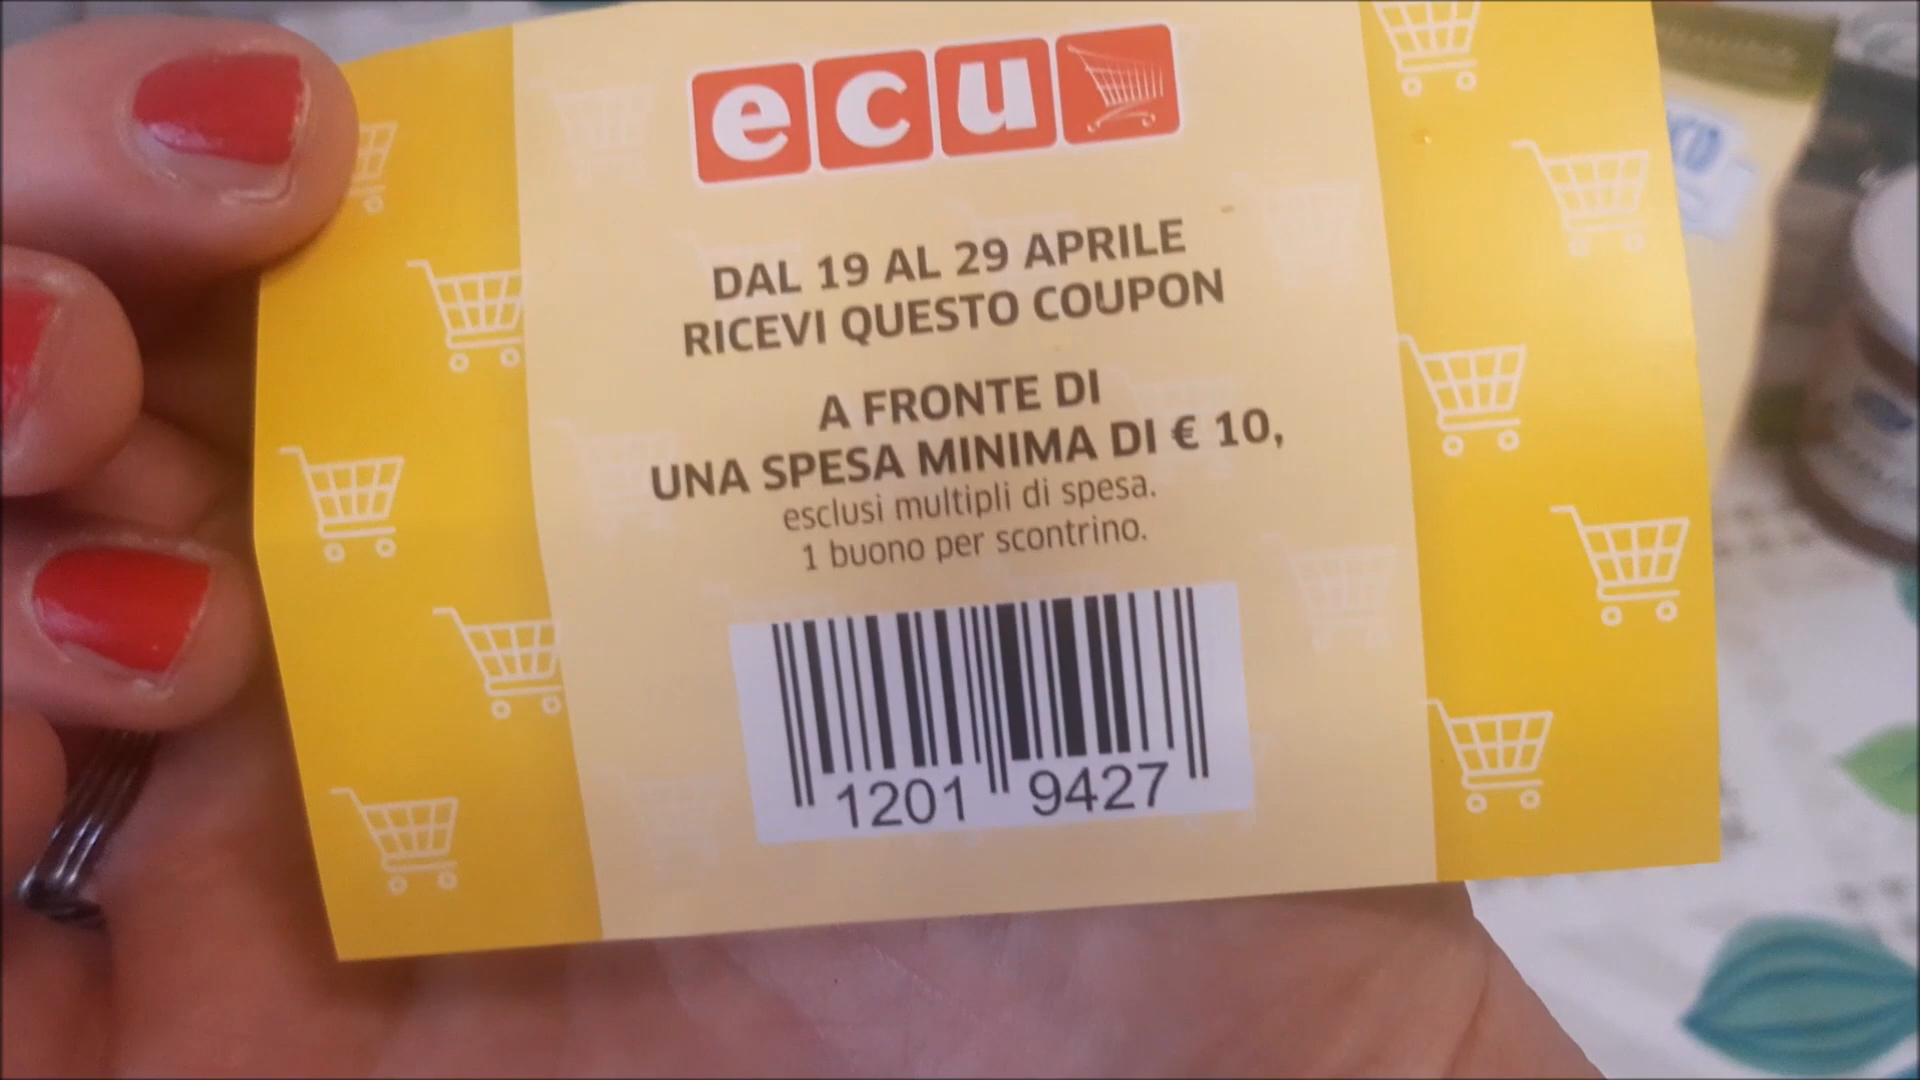 ecu
DAL 19 AL 29 APRILE
RICEVI QUESTO COUPON
A FRONTE DI
UNA SPESA MINIMA DI € 10,
esclusi multipli di spesa.
1 buono per scontrino.
1201 9427